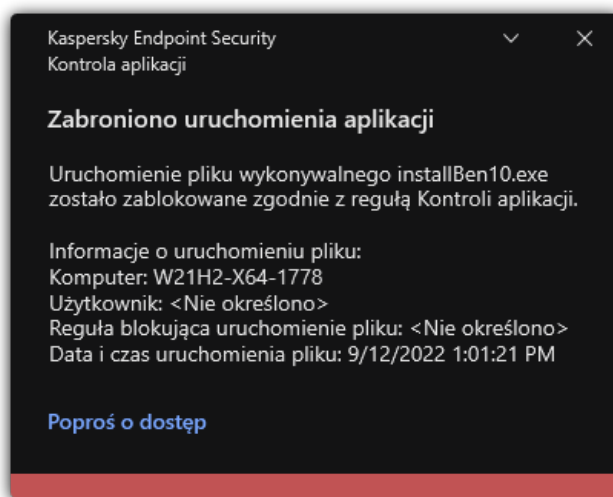 Kaspersky Endpoint Security
Kontrola aplikacji
Zabroniono uruchomienia aplikacji
Uruchomienie pliku wykonywalnego installBen10.exe
zostało zablokowane zgodnie z regułą Kontroli aplikacji.
Informacje o uruchomieniu pliku:
Komputer: W21H2-X64-1778
Użytkownik: <Nie określono>
Reguła blokująca uruchomienie pliku: <Nie określono>
Data i czas uruchomienia pliku: 9/12/2022 1:01:21 PM
Poproś o dostęp